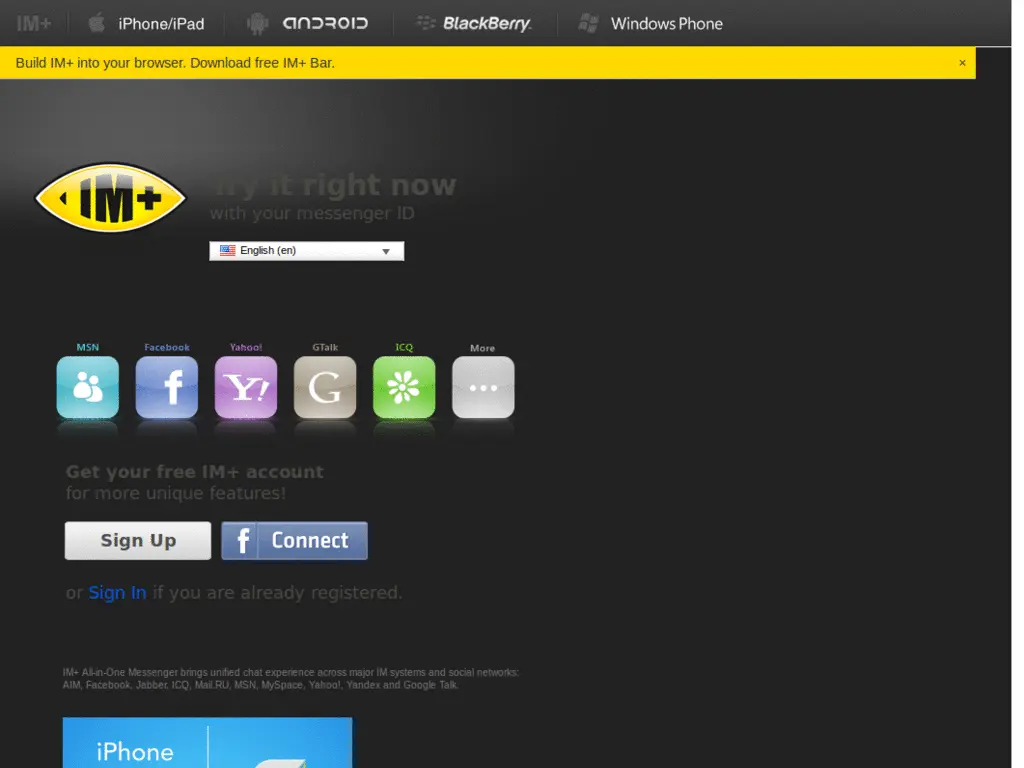 IM+ iPhone/iPad ANDROID BlackBerry. Windows Phone
Build IM+ into your browser. Download free IM+ Bar. ×
IM+
Try it right now
with your messenger ID
English (en)
MSN Facebook Yahoo! GTalk ICQ More
f Y! G
Get your free IM+ account
for more unique features!
Sign Up f Connect
or Sign In if you are already registered.
IM+ All-in-One Messenger brings unified chat experience across major IM systems and social networks:
AIM, Facebook, Jabber, ICQ, Mail.RU, MSN, MySpace, Yahoo!, Yandex and Google Talk.
iPhone